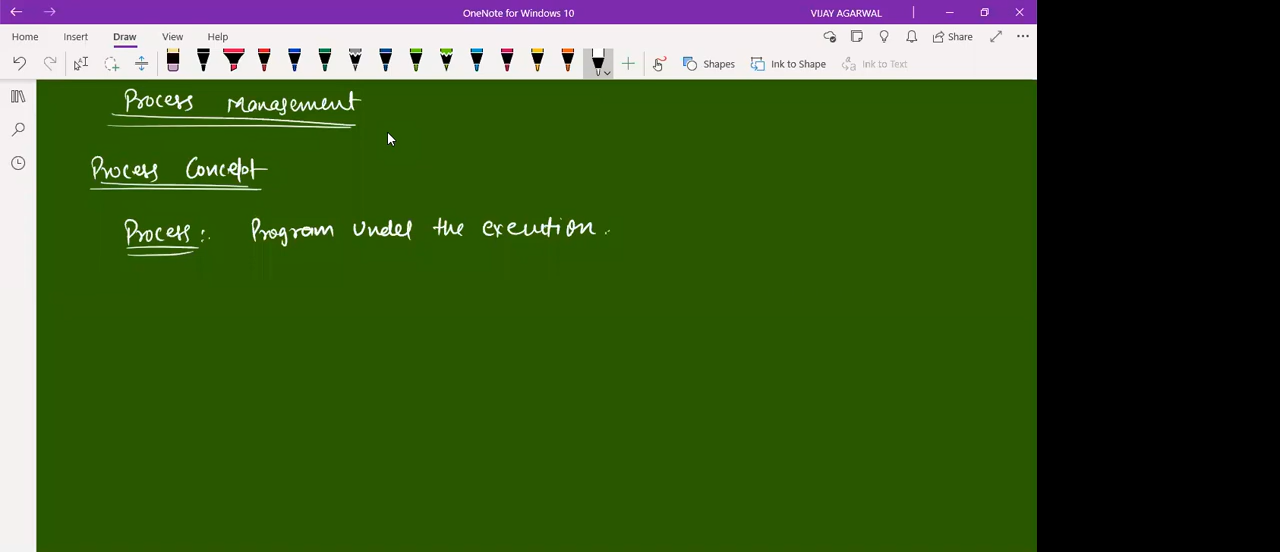 OneNote for Windows 10
VIJAY AGARWAL
Home Insert Draw View Help
Share
Shapes Ink to Shape Ink to Text
Process Management
Process Concept
Process: Program under the execution.